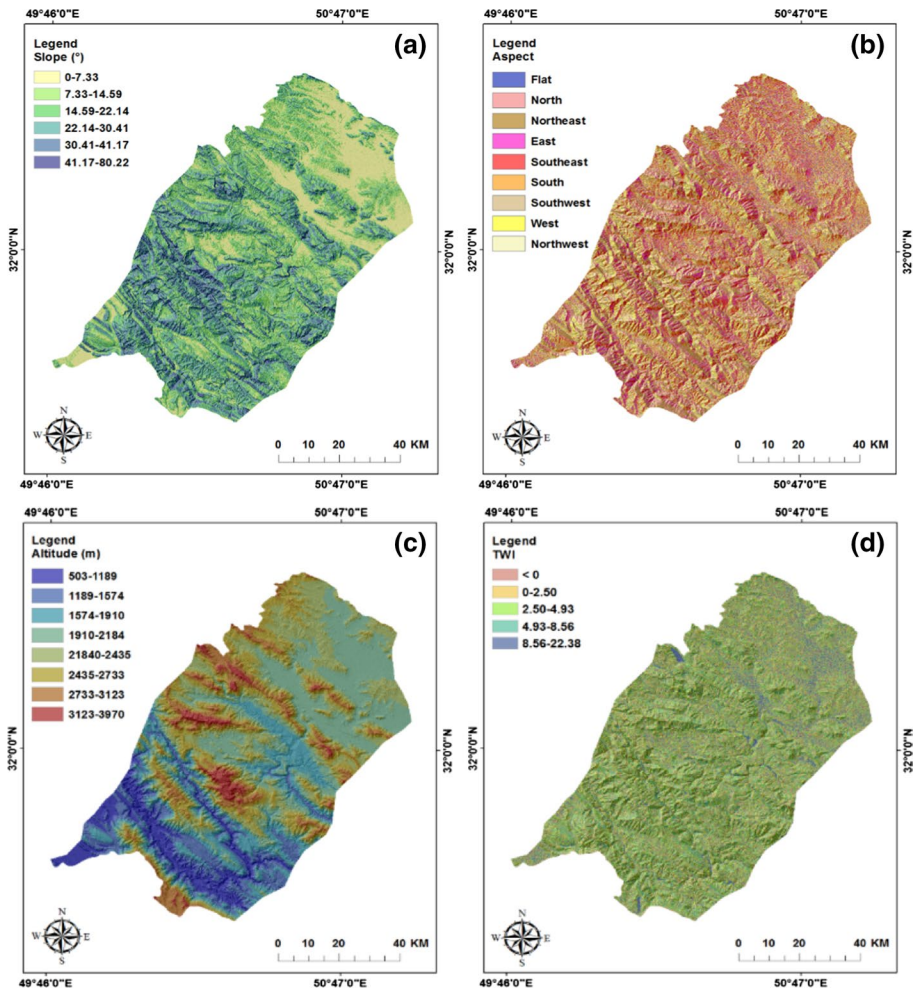 49°46'0"E 50°47'0"E
(a)
Legend
Slope (°)
0-7.33
7.33-14.59
14.59-22.14
22.14-30.41
30.41-41.17
41.17-80.22
32°0'0"N
32°0'0"N
N
W E
S
0 10 20 40 KM
49°46'0"E 50°47'0"E
49°46'0"E 50°47'0"E
(b)
Legend
Aspect
Flat
North
Northeast
East
Southeast
South
Southwest
West
Northwest
32°0'0"N
N
W E
S
0 10 20 40 KM
49°46'0"E 50°47'0"E
49°46'0"E 50°47'0"E
(c)
Legend
Altitude (m)
503-1189
1189-1574
1574-1910
1910-2184
21840-2435
2435-2733
2733-3123
3123-3970
32°0'0"N
32°0'0"N
N
W E
S
0 10 20 40 KM
49°46'0"E 50°47'0"E
49°46'0"E 50°47'0"E
(d)
Legend
TWI
< 0
0-2.50
2.50-4.93
4.93-8.56
8.56-22.38
32°0'0"N
N
W E
S
0 10 20 40 KM
49°46'0"E 50°47'0"E